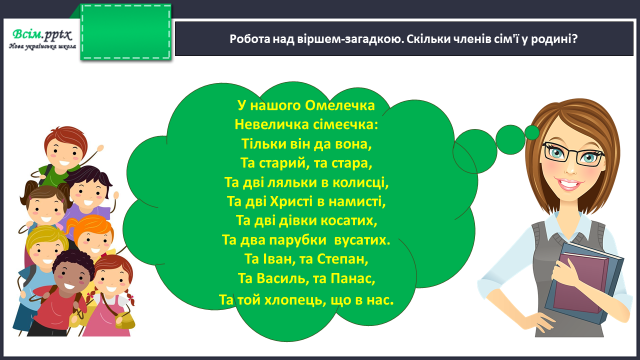 Всім.pptx
Нова українська школа
Робота над віршем-загадкою. Скільки членів сім'ї у родині?
У нашого Омелечка
Невеличка сімеєчка:
Тільки він да вона,
Та старий, та стара,
Та дві ляльки в колисці,
Та дві Христі в намисті,
Та дві дівки косатих,
Та два парубки вусатих.
Та Іван, та Степан,
Та Василь, та Панас,
Та той хлопець, що в нас.